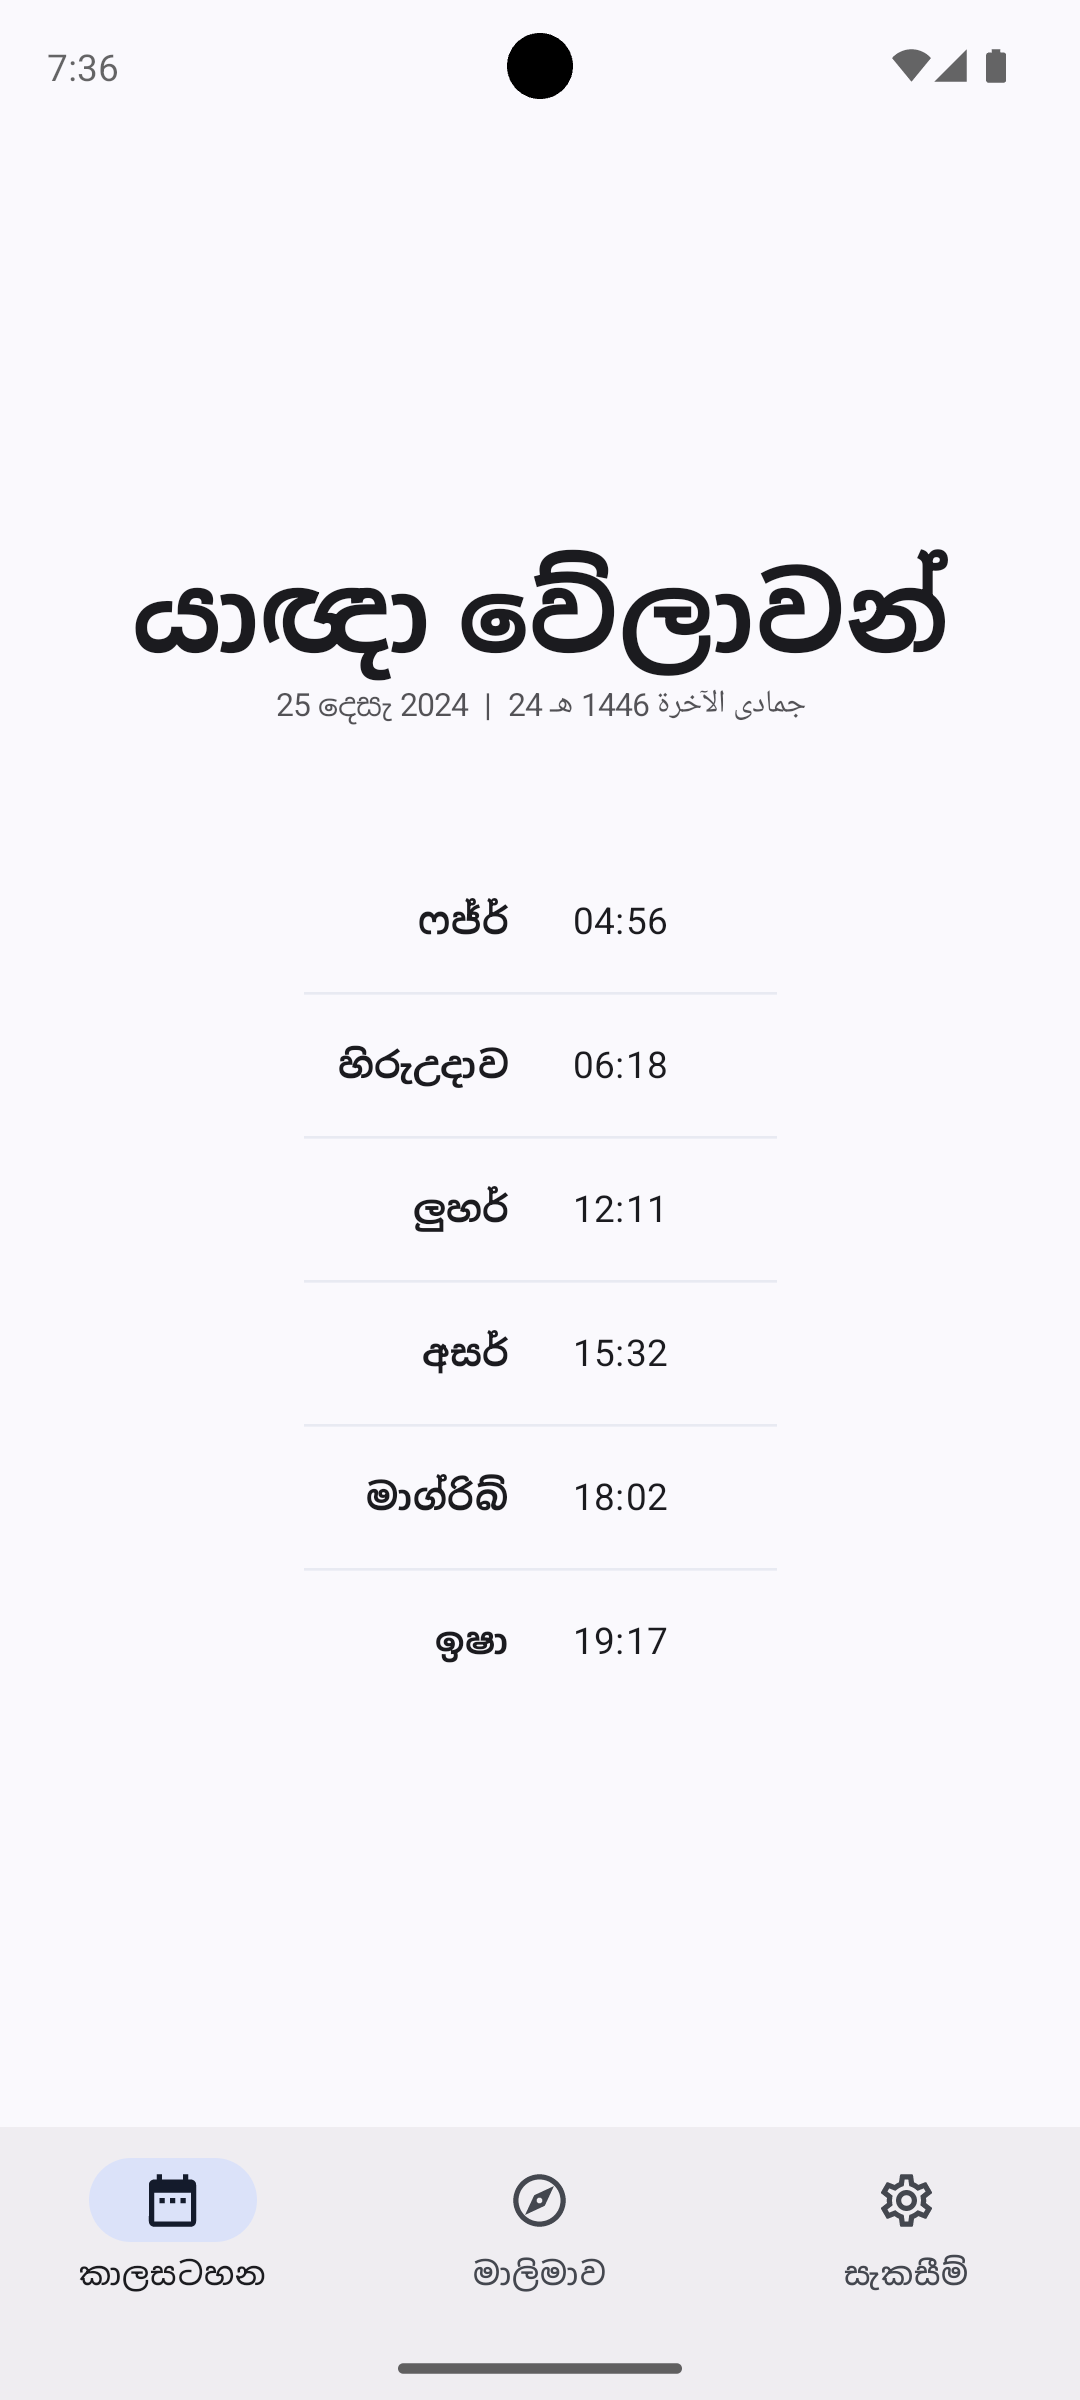 7:36
යාඥා වේලාවන්
25 දෙසැ 2024 | 24 جمادى الآخرة 1446 هـ
ෆජ්ර් 04:56
හිරුඋදාව 06:18
ලුහර් 12:11
අසර් 15:32
මාග්රිබ් 18:02
ඉෂා 19:17
කාලසටහන මාලිමාව සැකසීම්